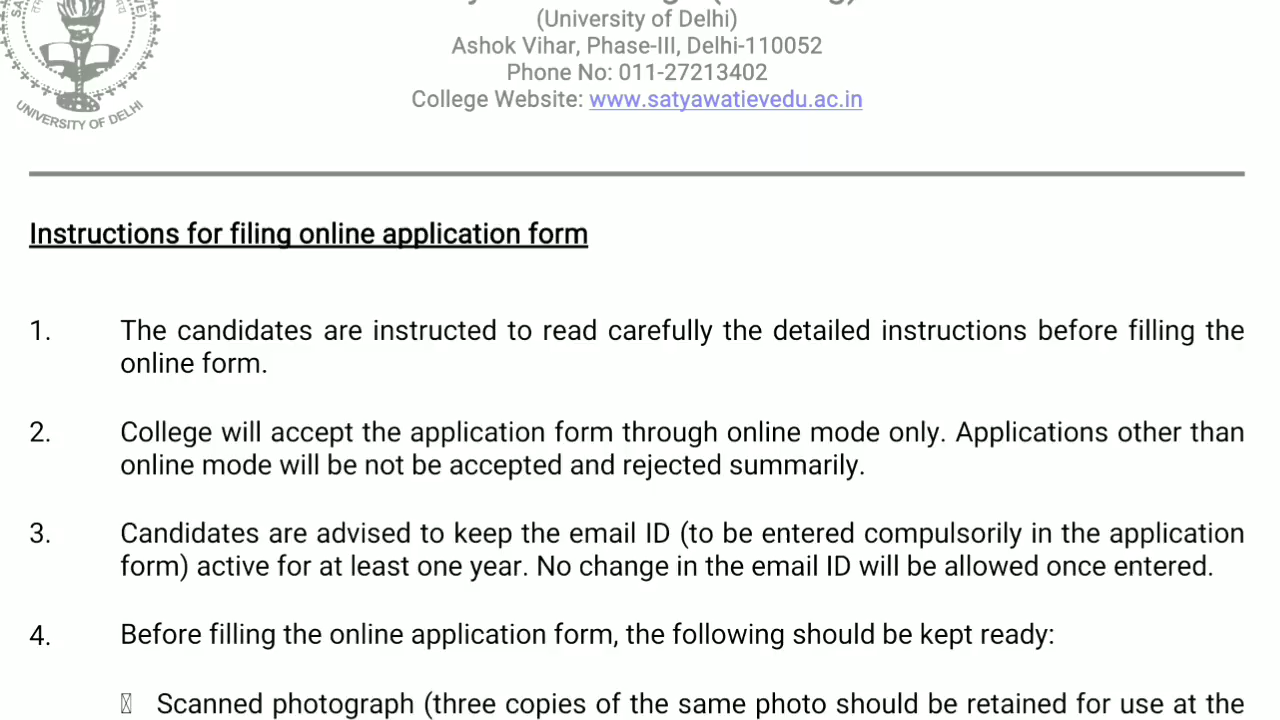 (University of Delhi)
Ashok Vihar, Phase-III, Delhi-110052
Phone No: 011-27213402
College Website: www.satyawatievedu.ac.in
UNIVERSITY OF DELHI
Instructions for filing online application form
1. The candidates are instructed to read carefully the detailed instructions before filling the
online form.
2. College will accept the application form through online mode only. Applications other than
online mode will be not be accepted and rejected summarily.
3. Candidates are advised to keep the email ID (to be entered compulsorily in the application
form) active for at least one year. No change in the email ID will be allowed once entered.
4. Before filling the online application form, the following should be kept ready:
Scanned photograph (three copies of the same photo should be retained for use at the